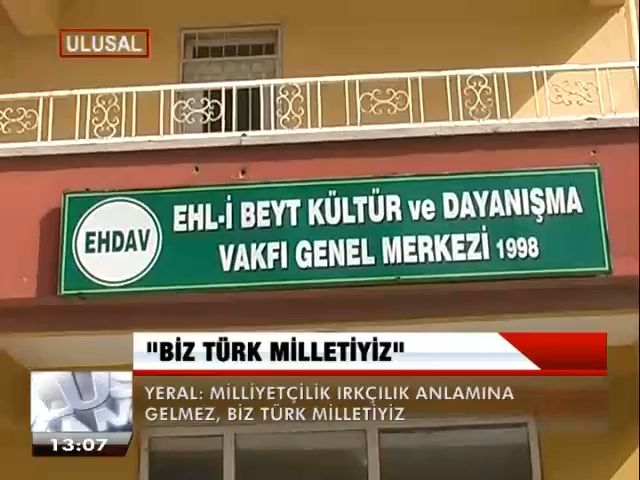 ULUSAL
EHDAV
EHL-İ BEYT KÜLTÜR ve DAYANIŞMA
VAKFI GENEL MERKEZİ 1998
"BİZ TÜRK MİLLETİYİZ"
YERAL: MİLLİYETÇİLİK IRKÇILIK ANLAMINA
GELMEZ, BİZ TÜRK MİLLETİYİZ
13:07